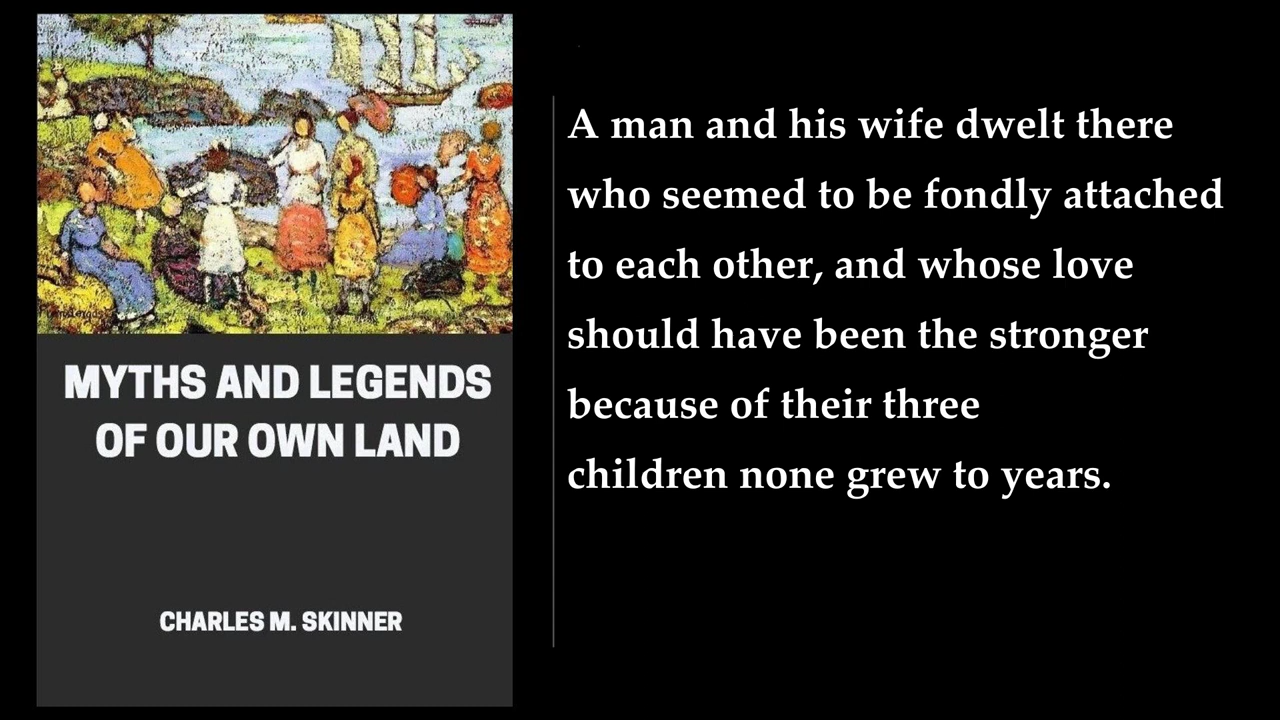 MYTHS AND LEGENDS
OF OUR OWN LAND
CHARLES M. SKINNER
A man and his wife dwelt there
who seemed to be fondly attached
to each other, and whose love
should have been the stronger
because of their three
children none grew to years.